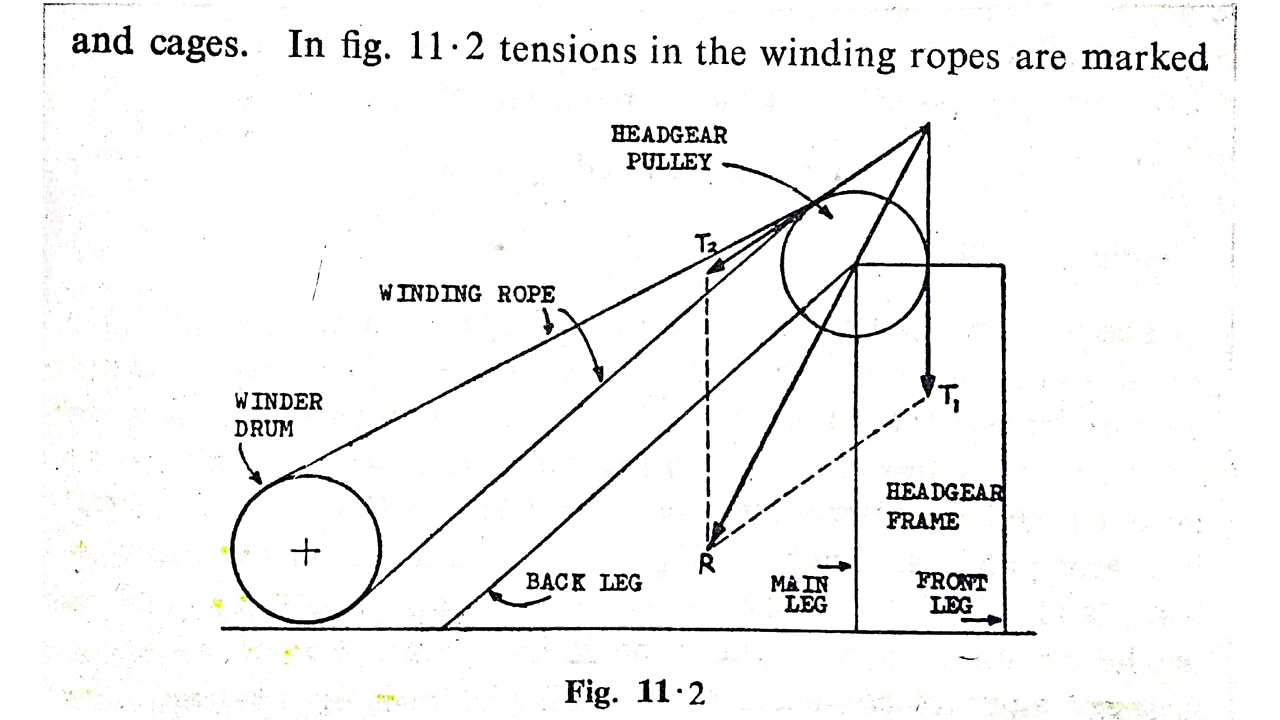 and cages. In fig. 11·2 tensions in the winding ropes are marked
HEADGEAR
PULLEY
T₂
WINDING ROPE
WINDER
DRUM
T₁
HEADGEAR
FRAME
R
BACK LEG
MAIN
LEG
FRONT
LEG
Fig. 11·2